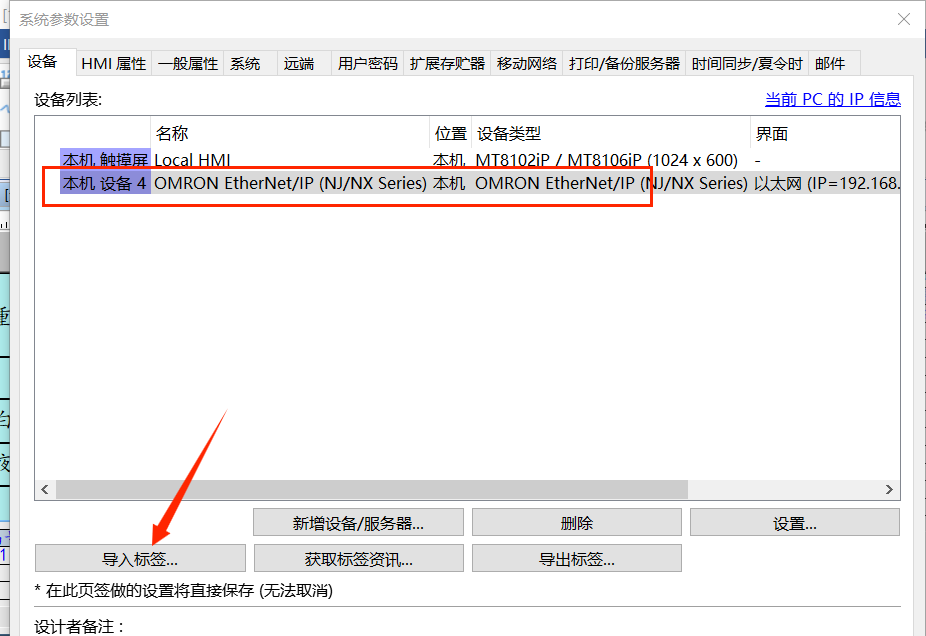 系统参数设置
设备 HMI 属性 一般属性 系统 远端 用户密码 扩展存贮器 移动网络 打印/备份服务器 时间同步/夏令时 邮件
设备列表: 当前 PC 的 IP 信息
名称 位置 设备类型 界面
本机 触摸屏 Local HMI 本机 MT8102iP / MT8106iP (1024 x 600) -
本机 设备 4 OMRON EtherNet/IP (NJ/NX Series) 本机 OMRON EtherNet/IP (NJ/NX Series) 以太网 (IP=192.168.
新增设备/服务器... 删除 设置...
导入标签... 获取标签资讯... 导出标签...
* 在此页签做的设置将直接保存 (无法取消)
设计者备注 :